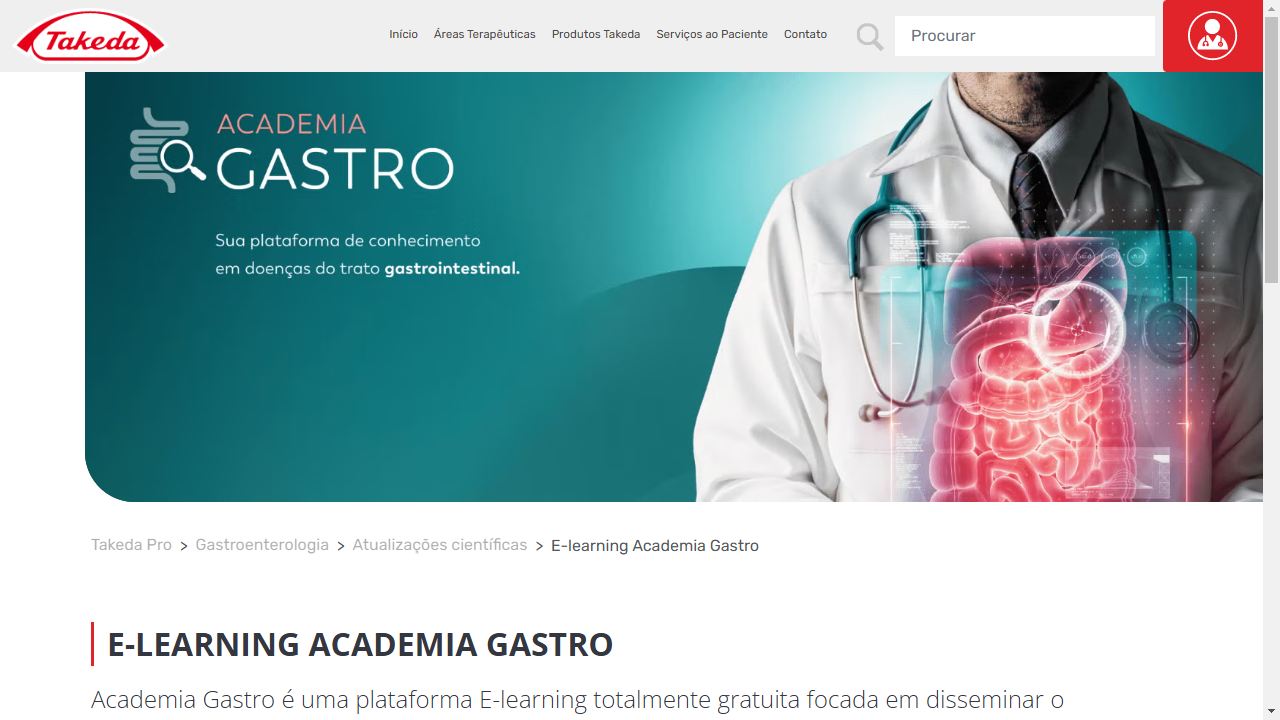 Takeda
Início
Áreas Terapêuticas
Produtos Takeda
Serviços ao Paciente
Contato
Procurar
ACADEMIA
GASTRO
Sua plataforma de conhecimento
em doenças do trato gastrointestinal.
Takeda Pro > Gastroenterologia > Atualizações científicas > E-learning Academia Gastro
E-LEARNING ACADEMIA GASTRO
Academia Gastro é uma plataforma E-learning totalmente gratuita focada em disseminar o